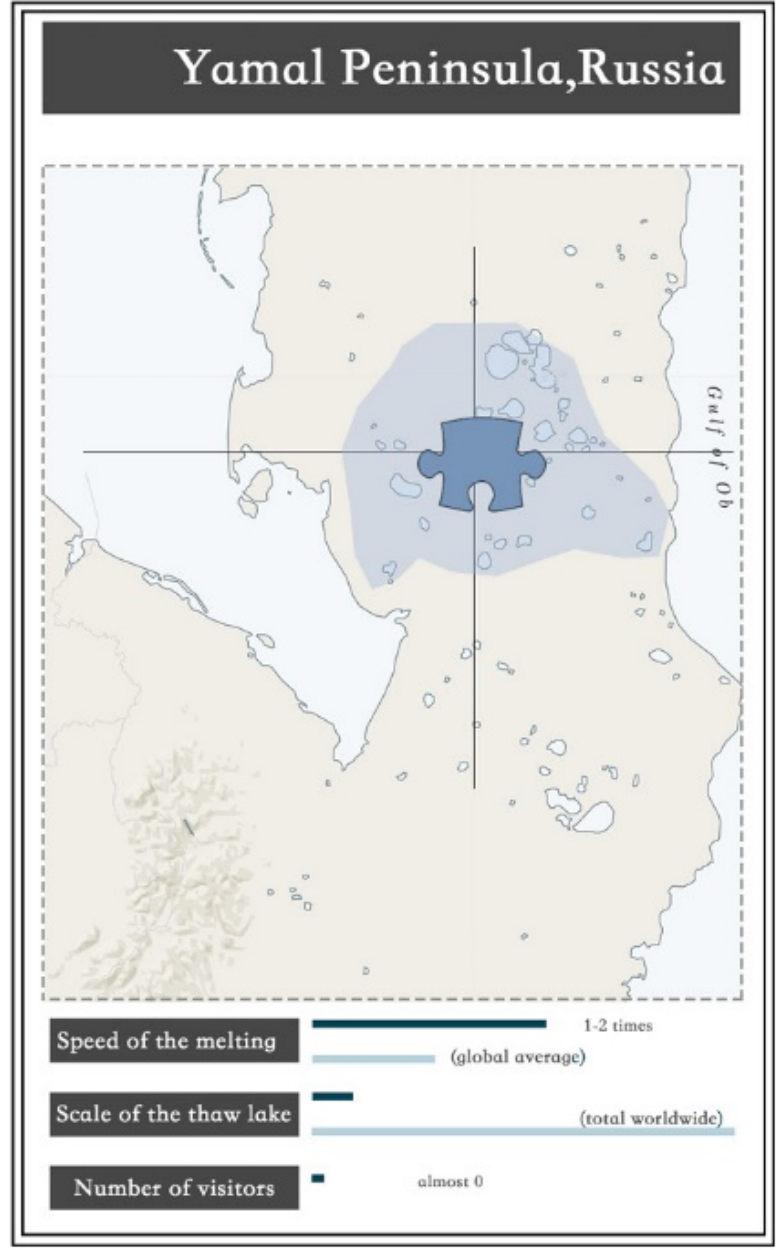 Yamal Peninsula,Russia
Gulf of Ob
Speed of the melting
1-2 times
(global average)
Scale of the thaw lake
(total worldwide)
Number of visitors
almost 0